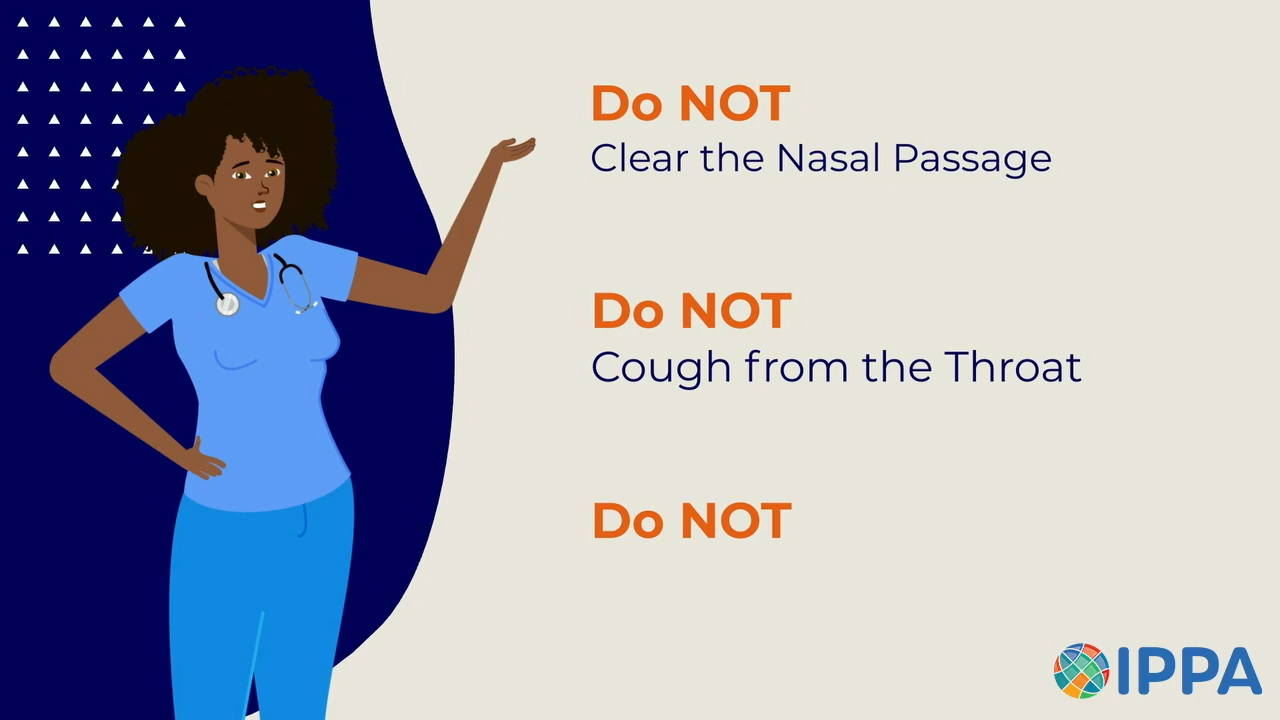 Do NOT
Clear the Nasal Passage
Do NOT
Cough from the Throat
Do NOT
IPPA